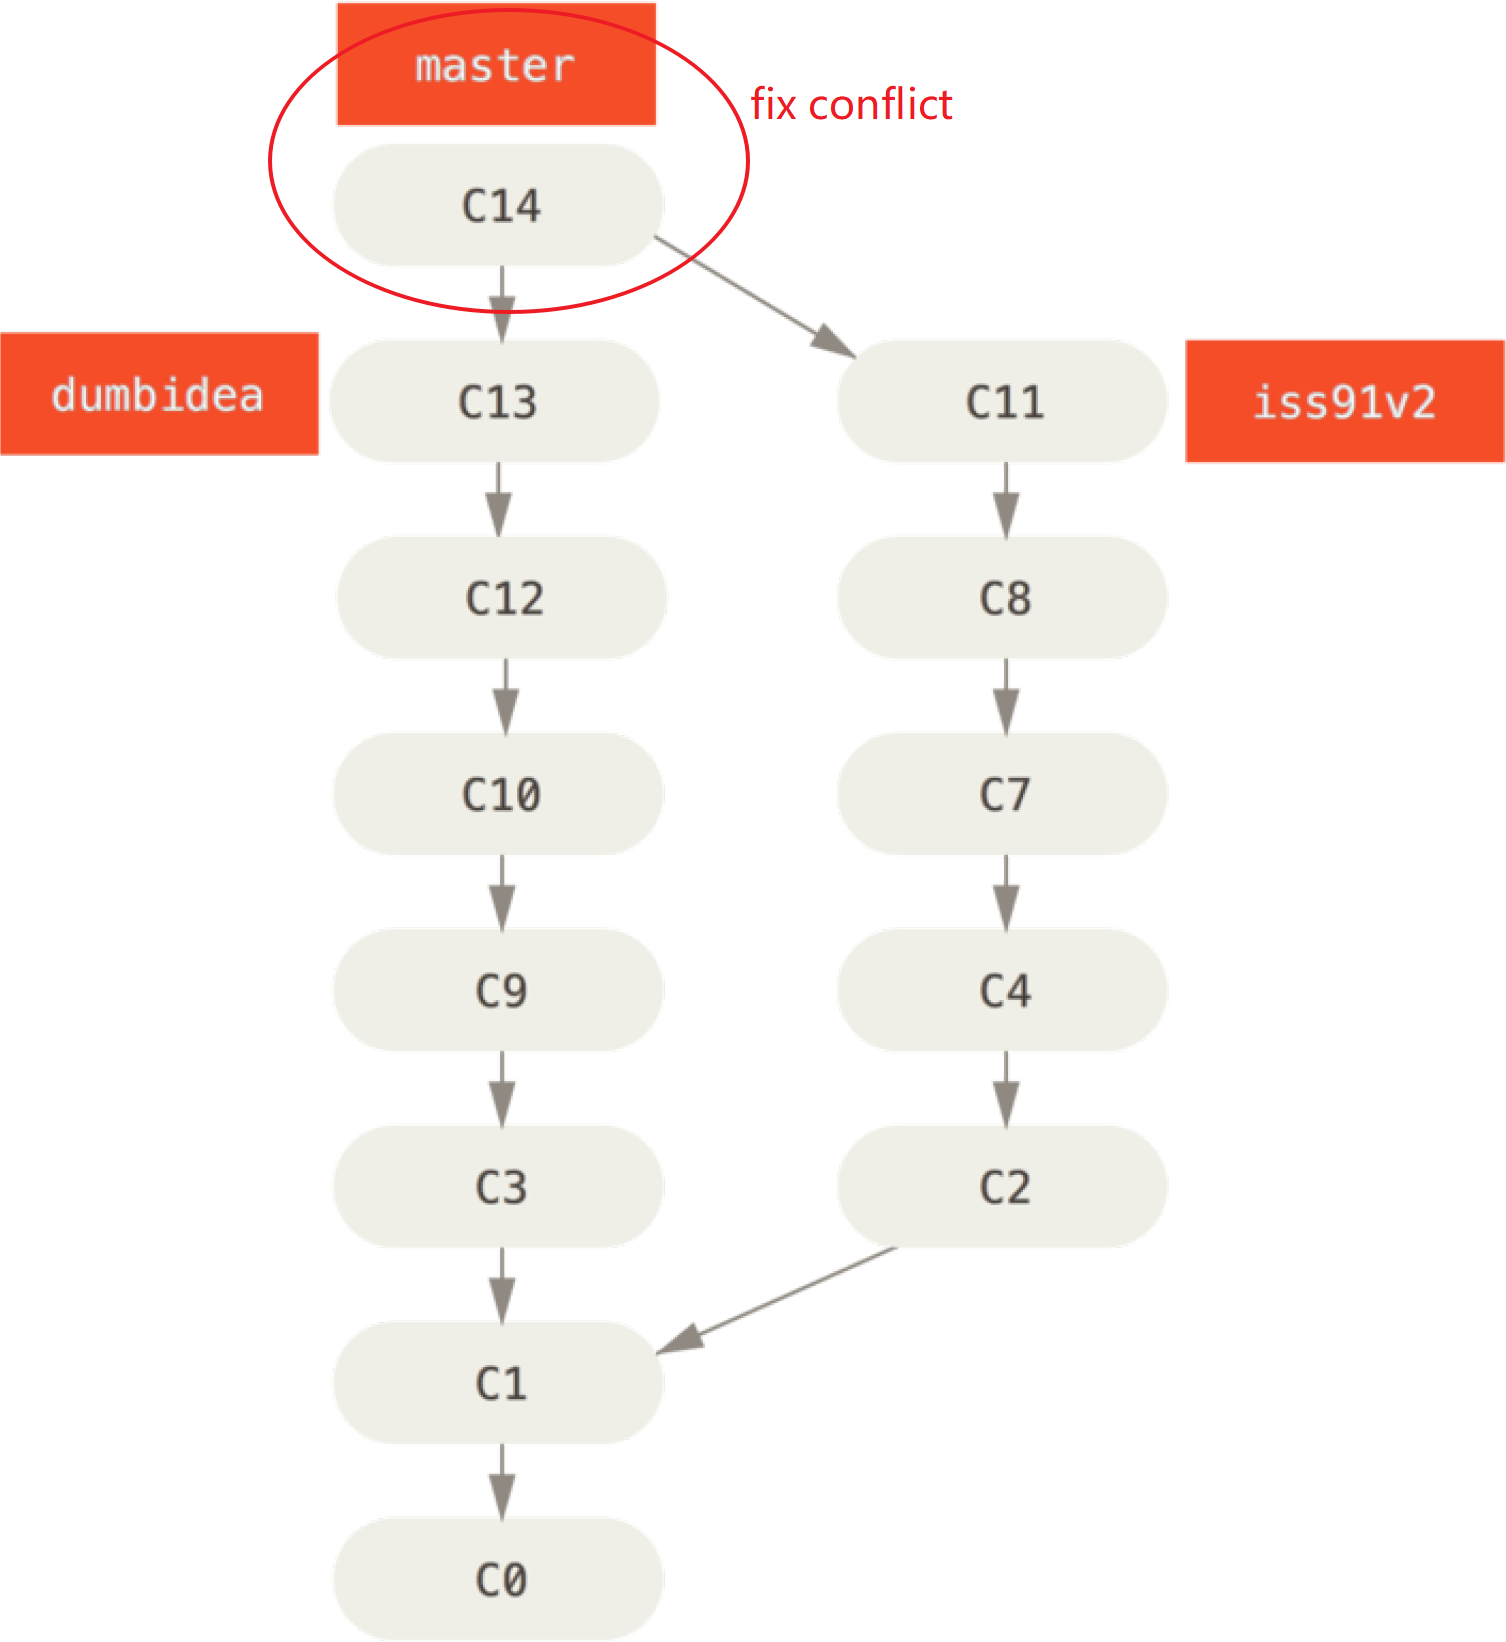 master
fix conflict
C14
dumbidea
C13
C11
iss91v2
C12
C8
C10
C7
C9
C4
C3
C2
C1
C0